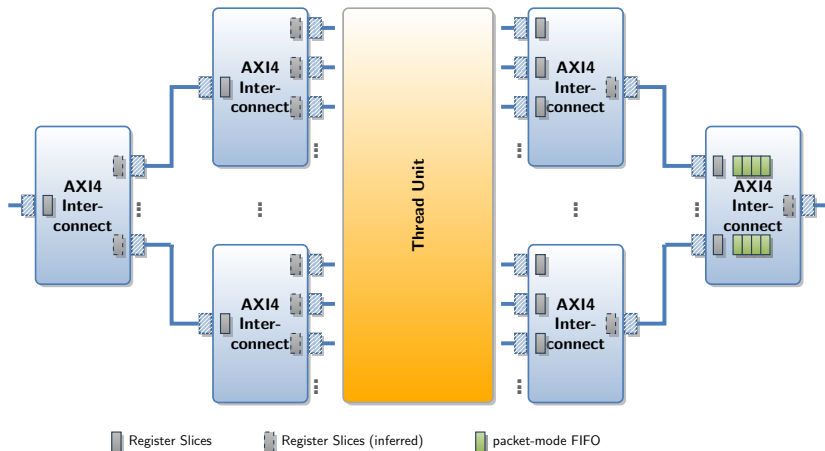 AXI4
Inter-
connect
AXI4
Inter-
connect
AXI4
Inter-
connect
Thread Unit
AXI4
Inter-
connect
AXI4
Inter-
connect
AXI4
Inter-
connect
Register Slices
Register Slices (inferred)
packet-mode FIFO